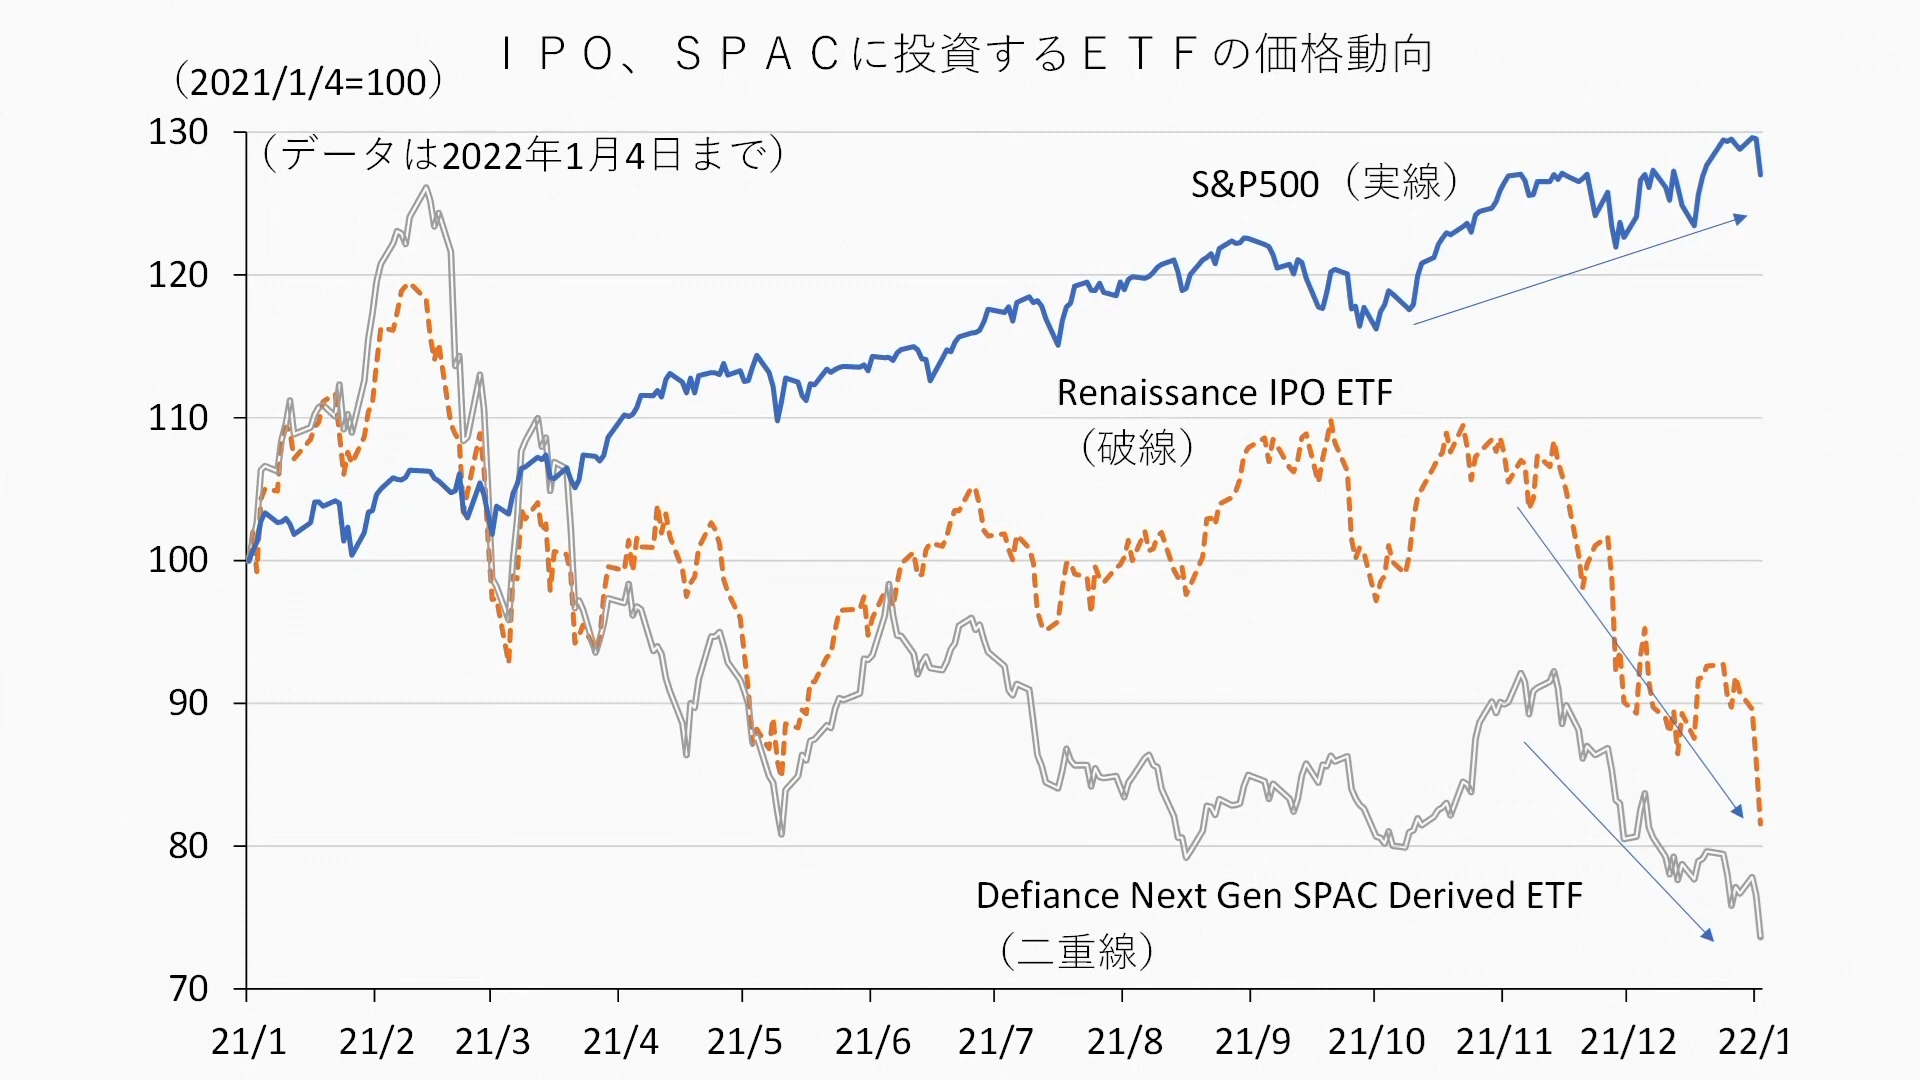 ＩＰＯ、ＳＰＡＣに投資するＥＴＦの価格動向
（2021/1/4=100）
（データは2022年1月4日まで）
130
120
110
100
90
80
70
S&P500（実線）
Renaissance IPO ETF
（破線）
Defiance Next Gen SPAC Derived ETF
（二重線）
21/1 21/2 21/3 21/4 21/5 21/6 21/7 21/8 21/9 21/10 21/11 21/12 22/1